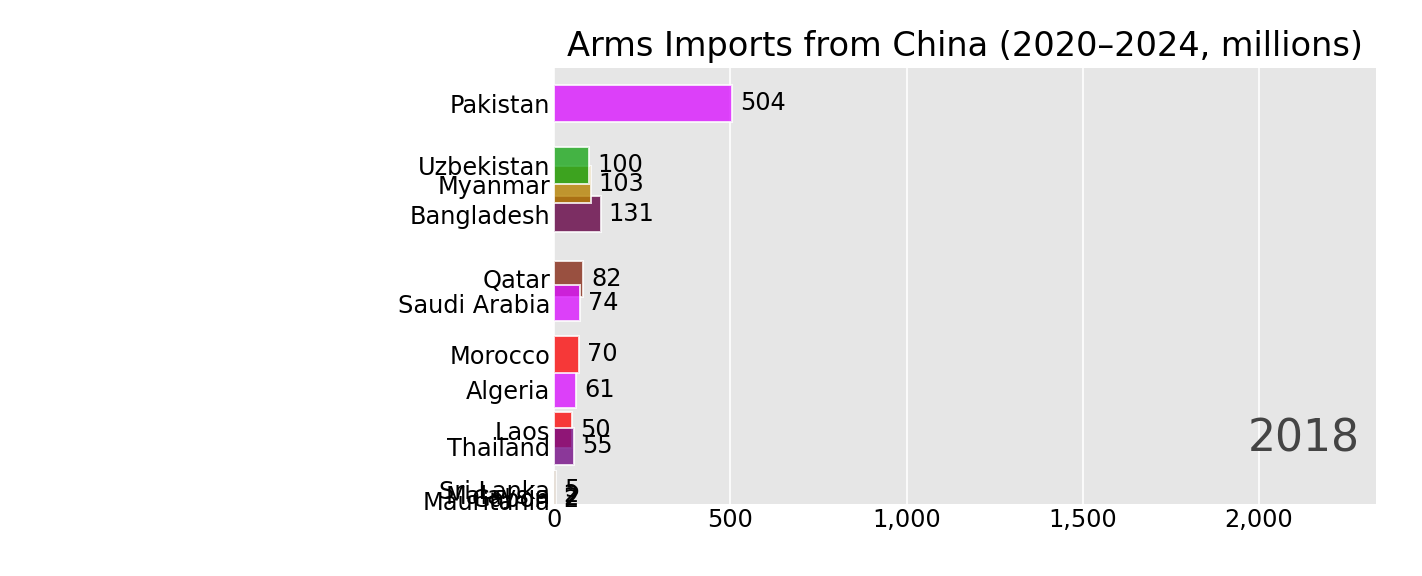 Arms Imports from China (2020–2024, millions)
Pakistan 504
Uzbekistan 100
Myanmar 103
Bangladesh 131
Qatar 82
Saudi Arabia 74
Morocco 70
Algeria 61
Laos 50
Thailand 55
2018
Sri Lanka 5
Mauritania 2
0 500 1,000 1,500 2,000